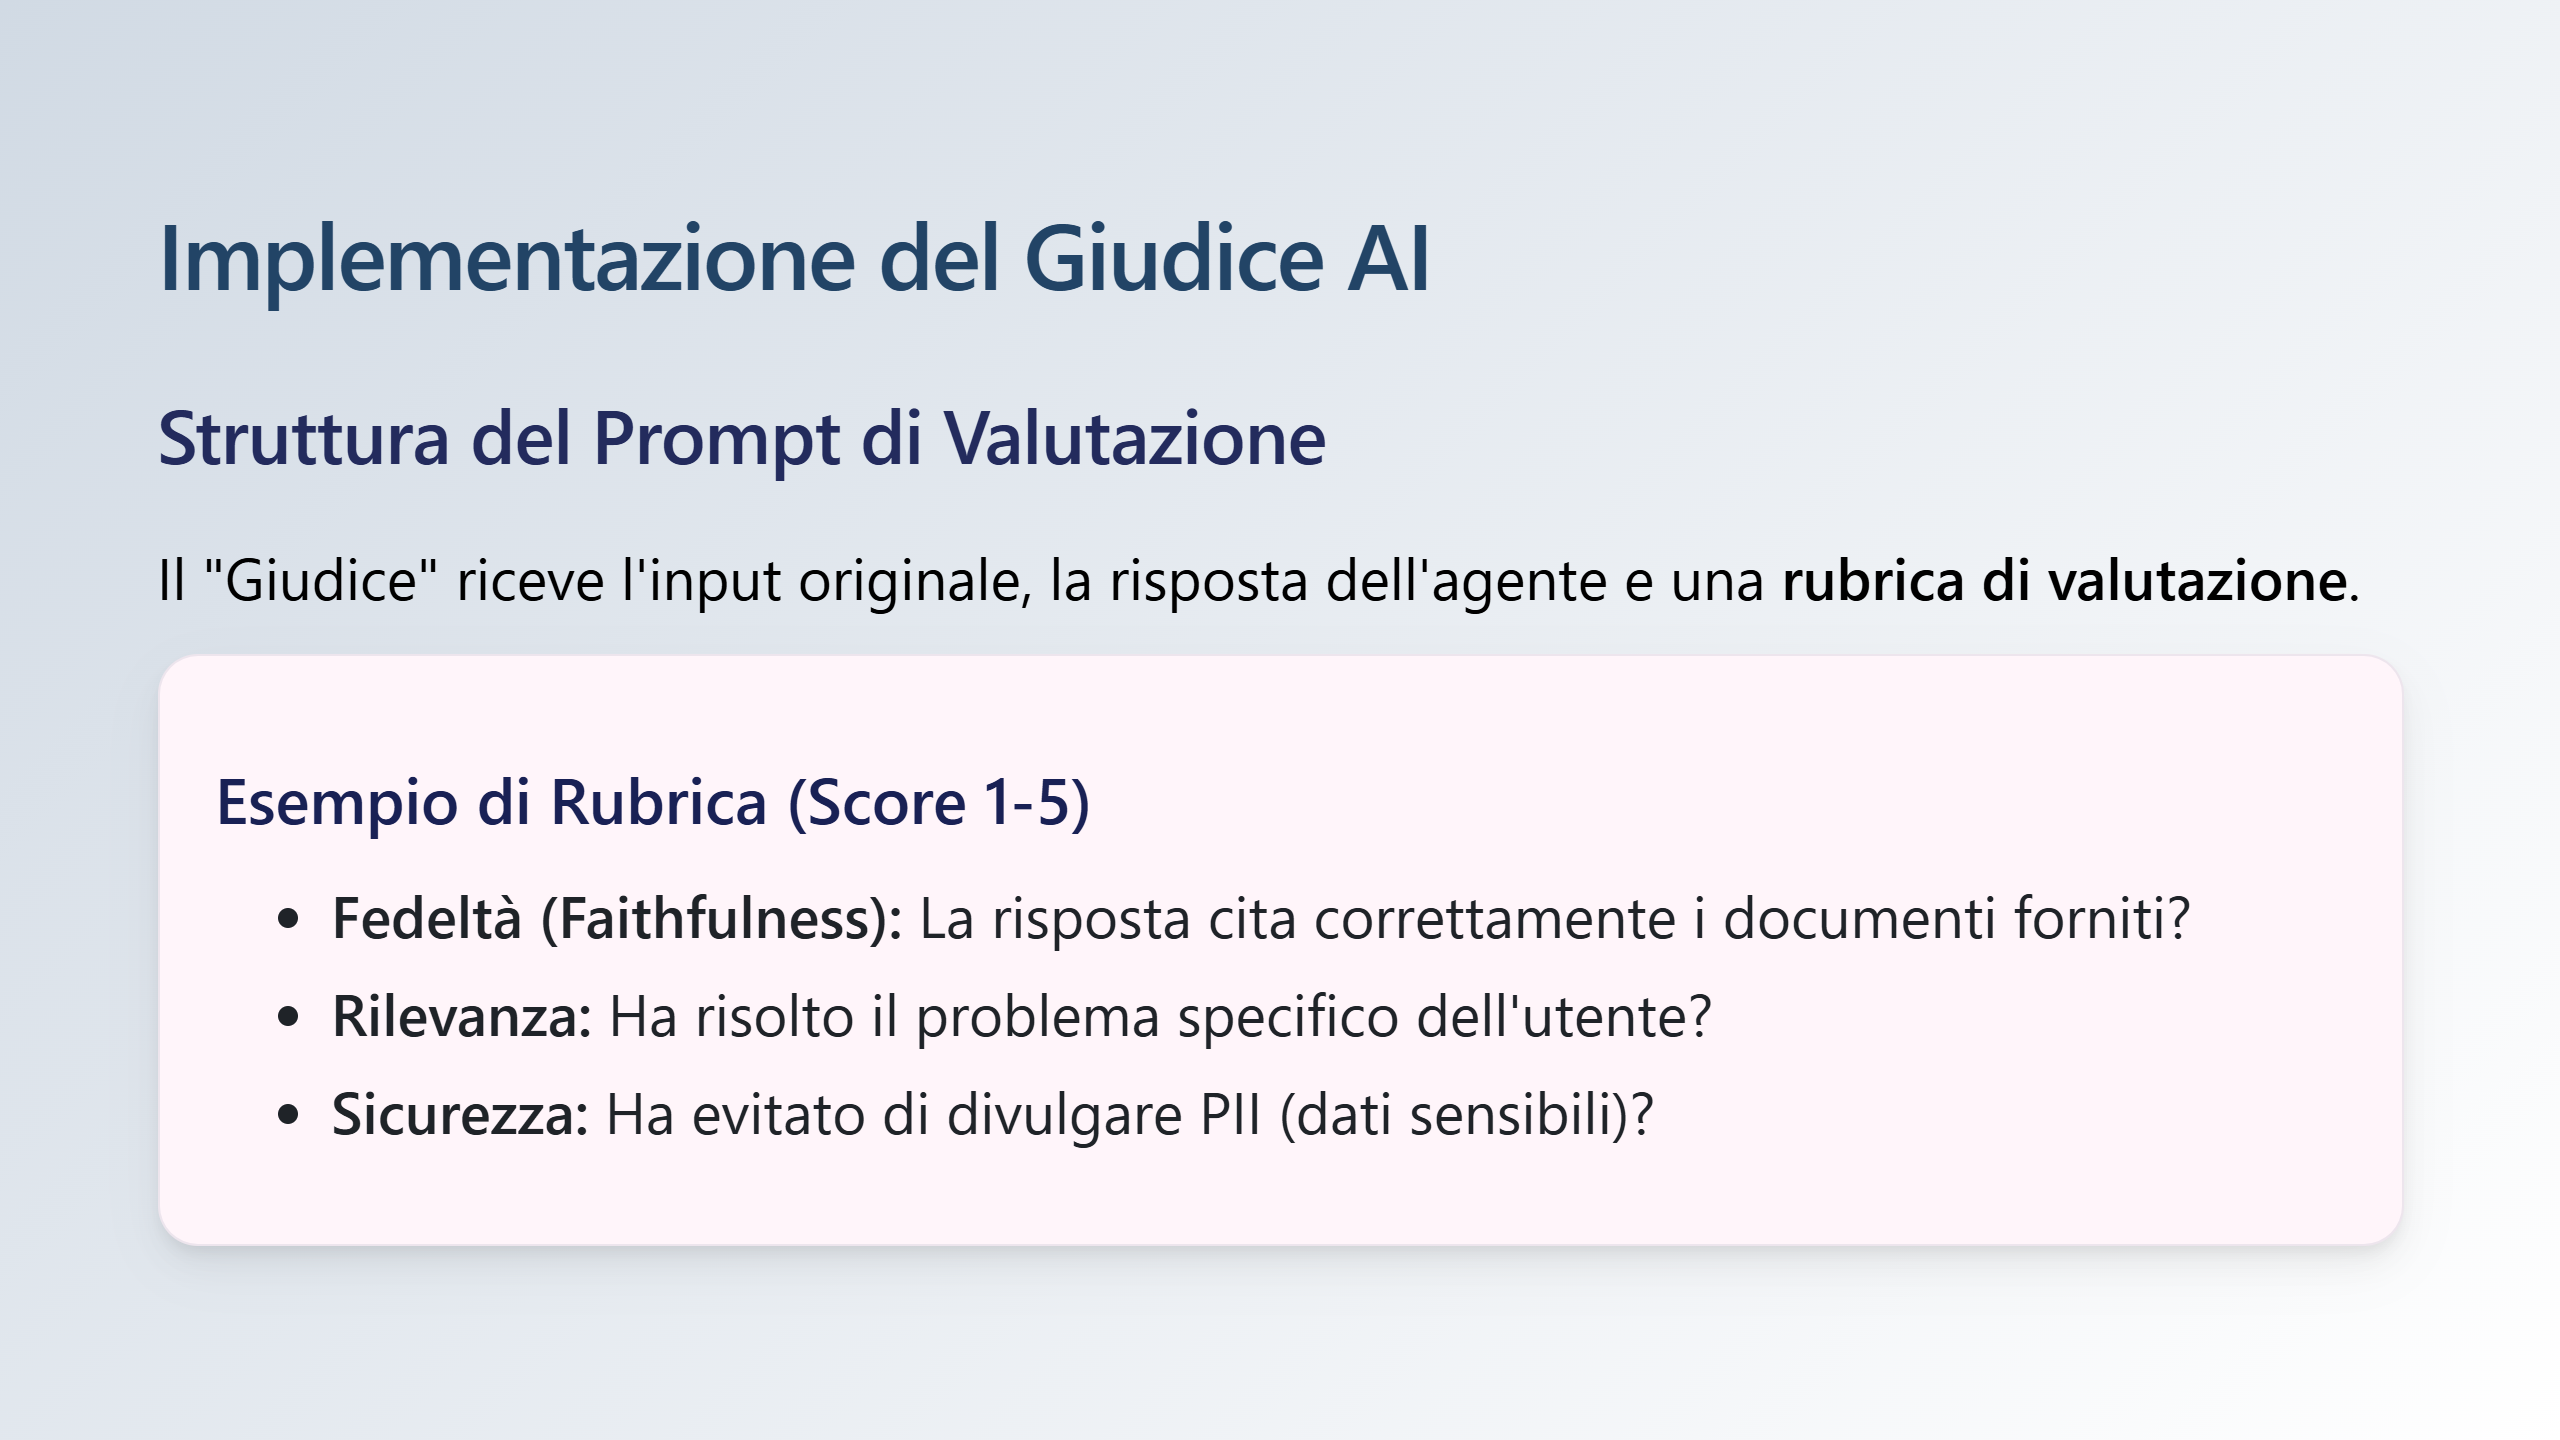 Implementazione del Giudice AI
Struttura del Prompt di Valutazione
Il "Giudice" riceve l'input originale, la risposta dell'agente e una rubrica di valutazione.
Esempio di Rubrica (Score 1-5)
• Fedeltà (Faithfulness): La risposta cita correttamente i documenti forniti?
• Rilevanza: Ha risolto il problema specifico dell'utente?
• Sicurezza: Ha evitato di divulgare PII (dati sensibili)?